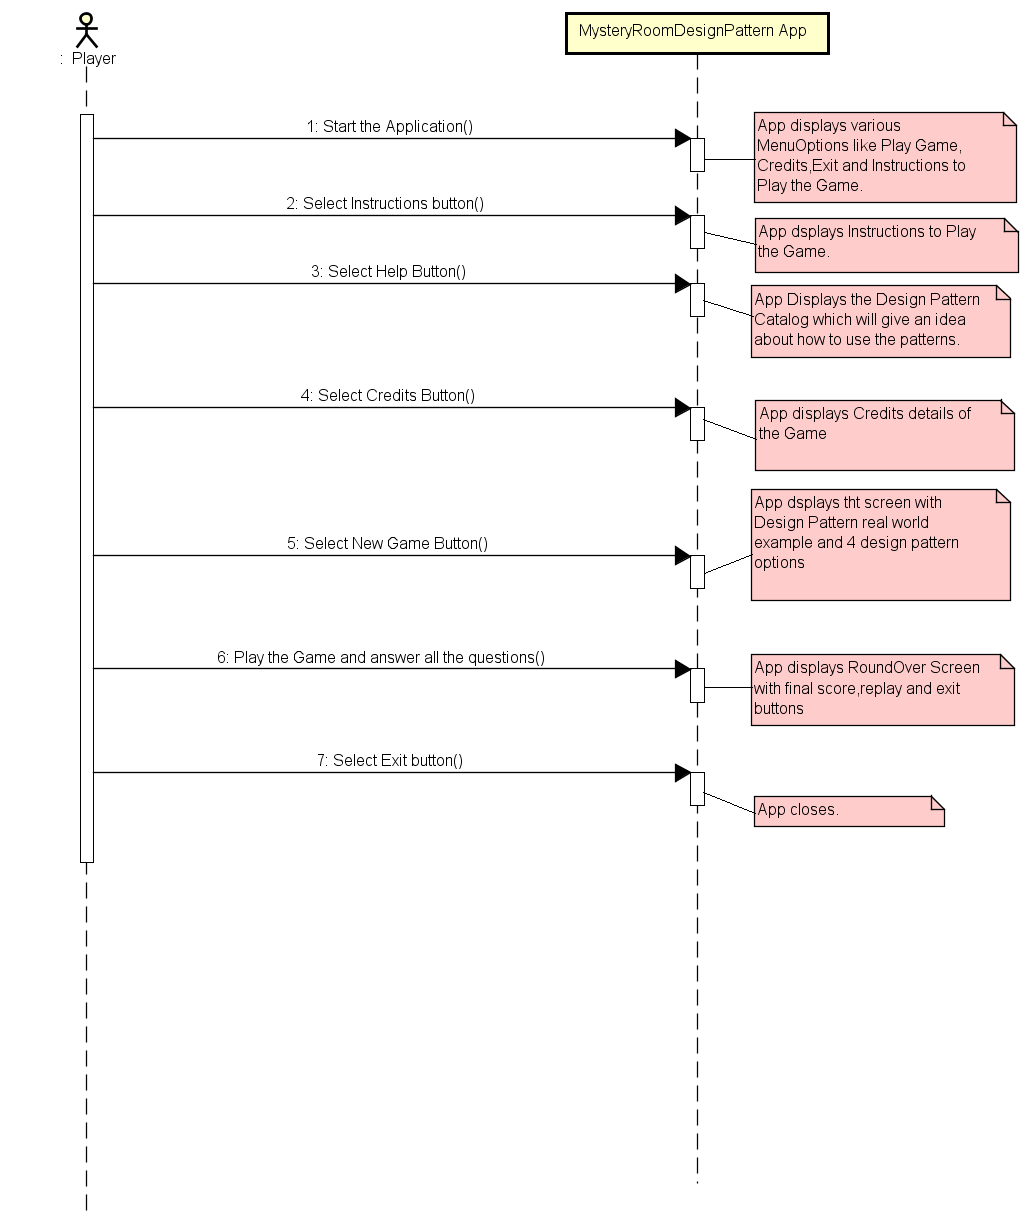 : Player
MysteryRoomDesignPattern App
1: Start the Application()
App displays various
MenuOptions like Play Game,
Credits,Exit and Instructions to
Play the Game.
2: Select Instructions button()
App dsplays Instructions to Play
the Game.
3: Select Help Button()
App Displays the Design Pattern
Catalog which will give an idea
about how to use the patterns.
4: Select Credits Button()
App displays Credits details of
the Game
5: Select New Game Button()
App dsplays tht screen with
Design Pattern real world
example and 4 design pattern
options
6: Play the Game and answer all the questions()
App displays RoundOver Screen
with final score,replay and exit
buttons
7: Select Exit button()
App closes.